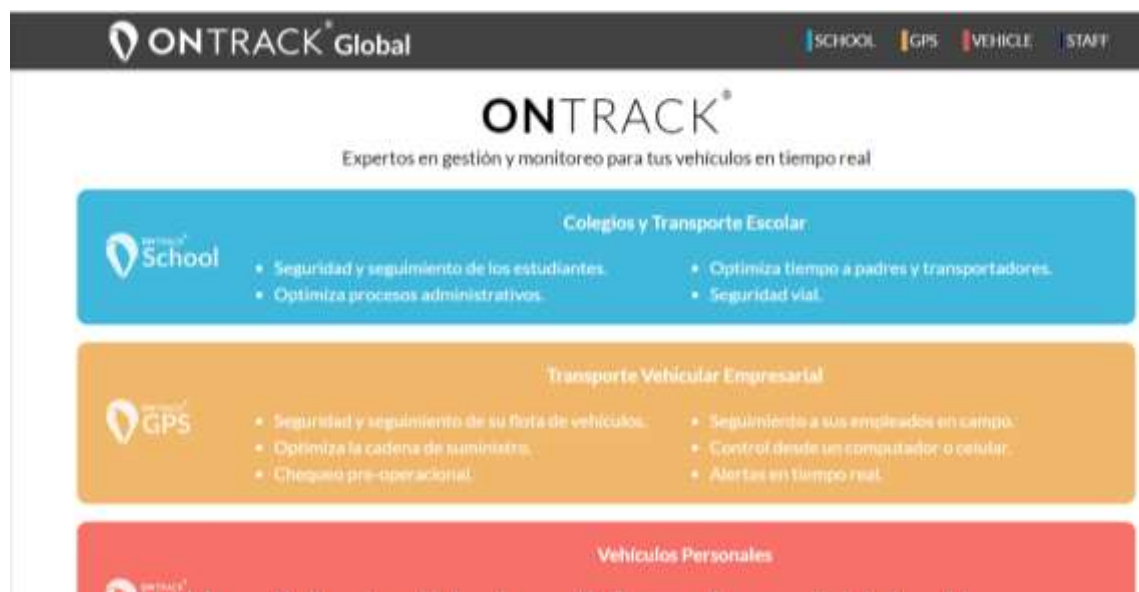 ONTRACK® Global
SCHOOL GPS VEHICLE STAFF
ONTRACK®
Expertos en gestión y monitoreo para tus vehículos en tiempo real
Colegios y Transporte Escolar
ONTRACK®
School
Seguridad y seguimiento de los estudiantes.
Optimiza procesos administrativos.
Optimiza tiempo a padres y transportadores.
Seguridad vial.
Transporte Vehicular Empresarial
ONTRACK®
GPS
Seguridad y seguimiento de su flota de vehículos.
Optimiza la cadena de suministro.
Chequeo pre-operacional.
Seguimiento a sus empleados en campo.
Control desde un computador o celular.
Alertas en tiempo real.
Vehículos Personales
ONTRACK®